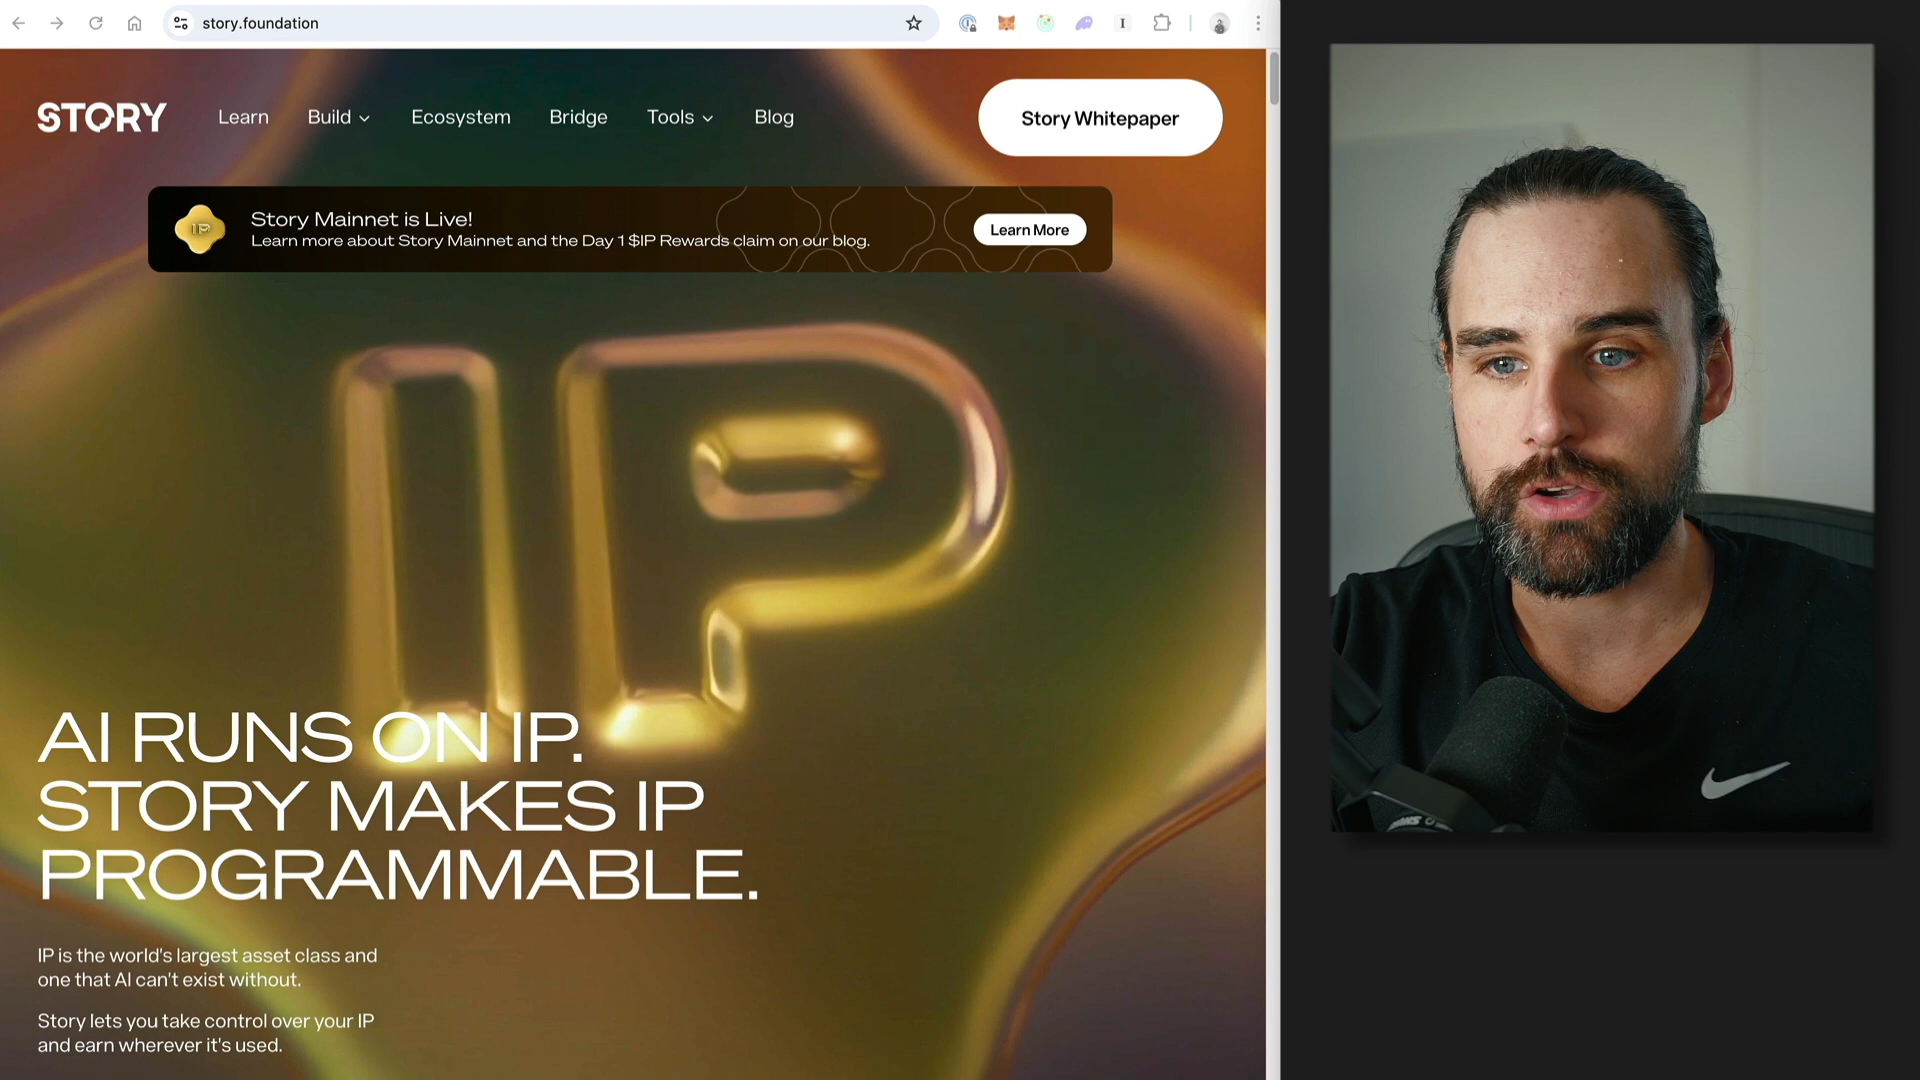 story.foundation
I
STORY
Learn
Build
Ecosystem
Bridge
Tools
Blog
Story Whitepaper
IP
Story Mainnet is Live!
Learn more about Story Mainnet and the Day 1 $IP Rewards claim on our blog.
Learn More
IP
AI RUNS ON IP.
STORY MAKES IP
PROGRAMMABLE.
IP is the world's largest asset class and
one that AI can't exist without.
Story lets you take control over your IP
and earn wherever it's used.